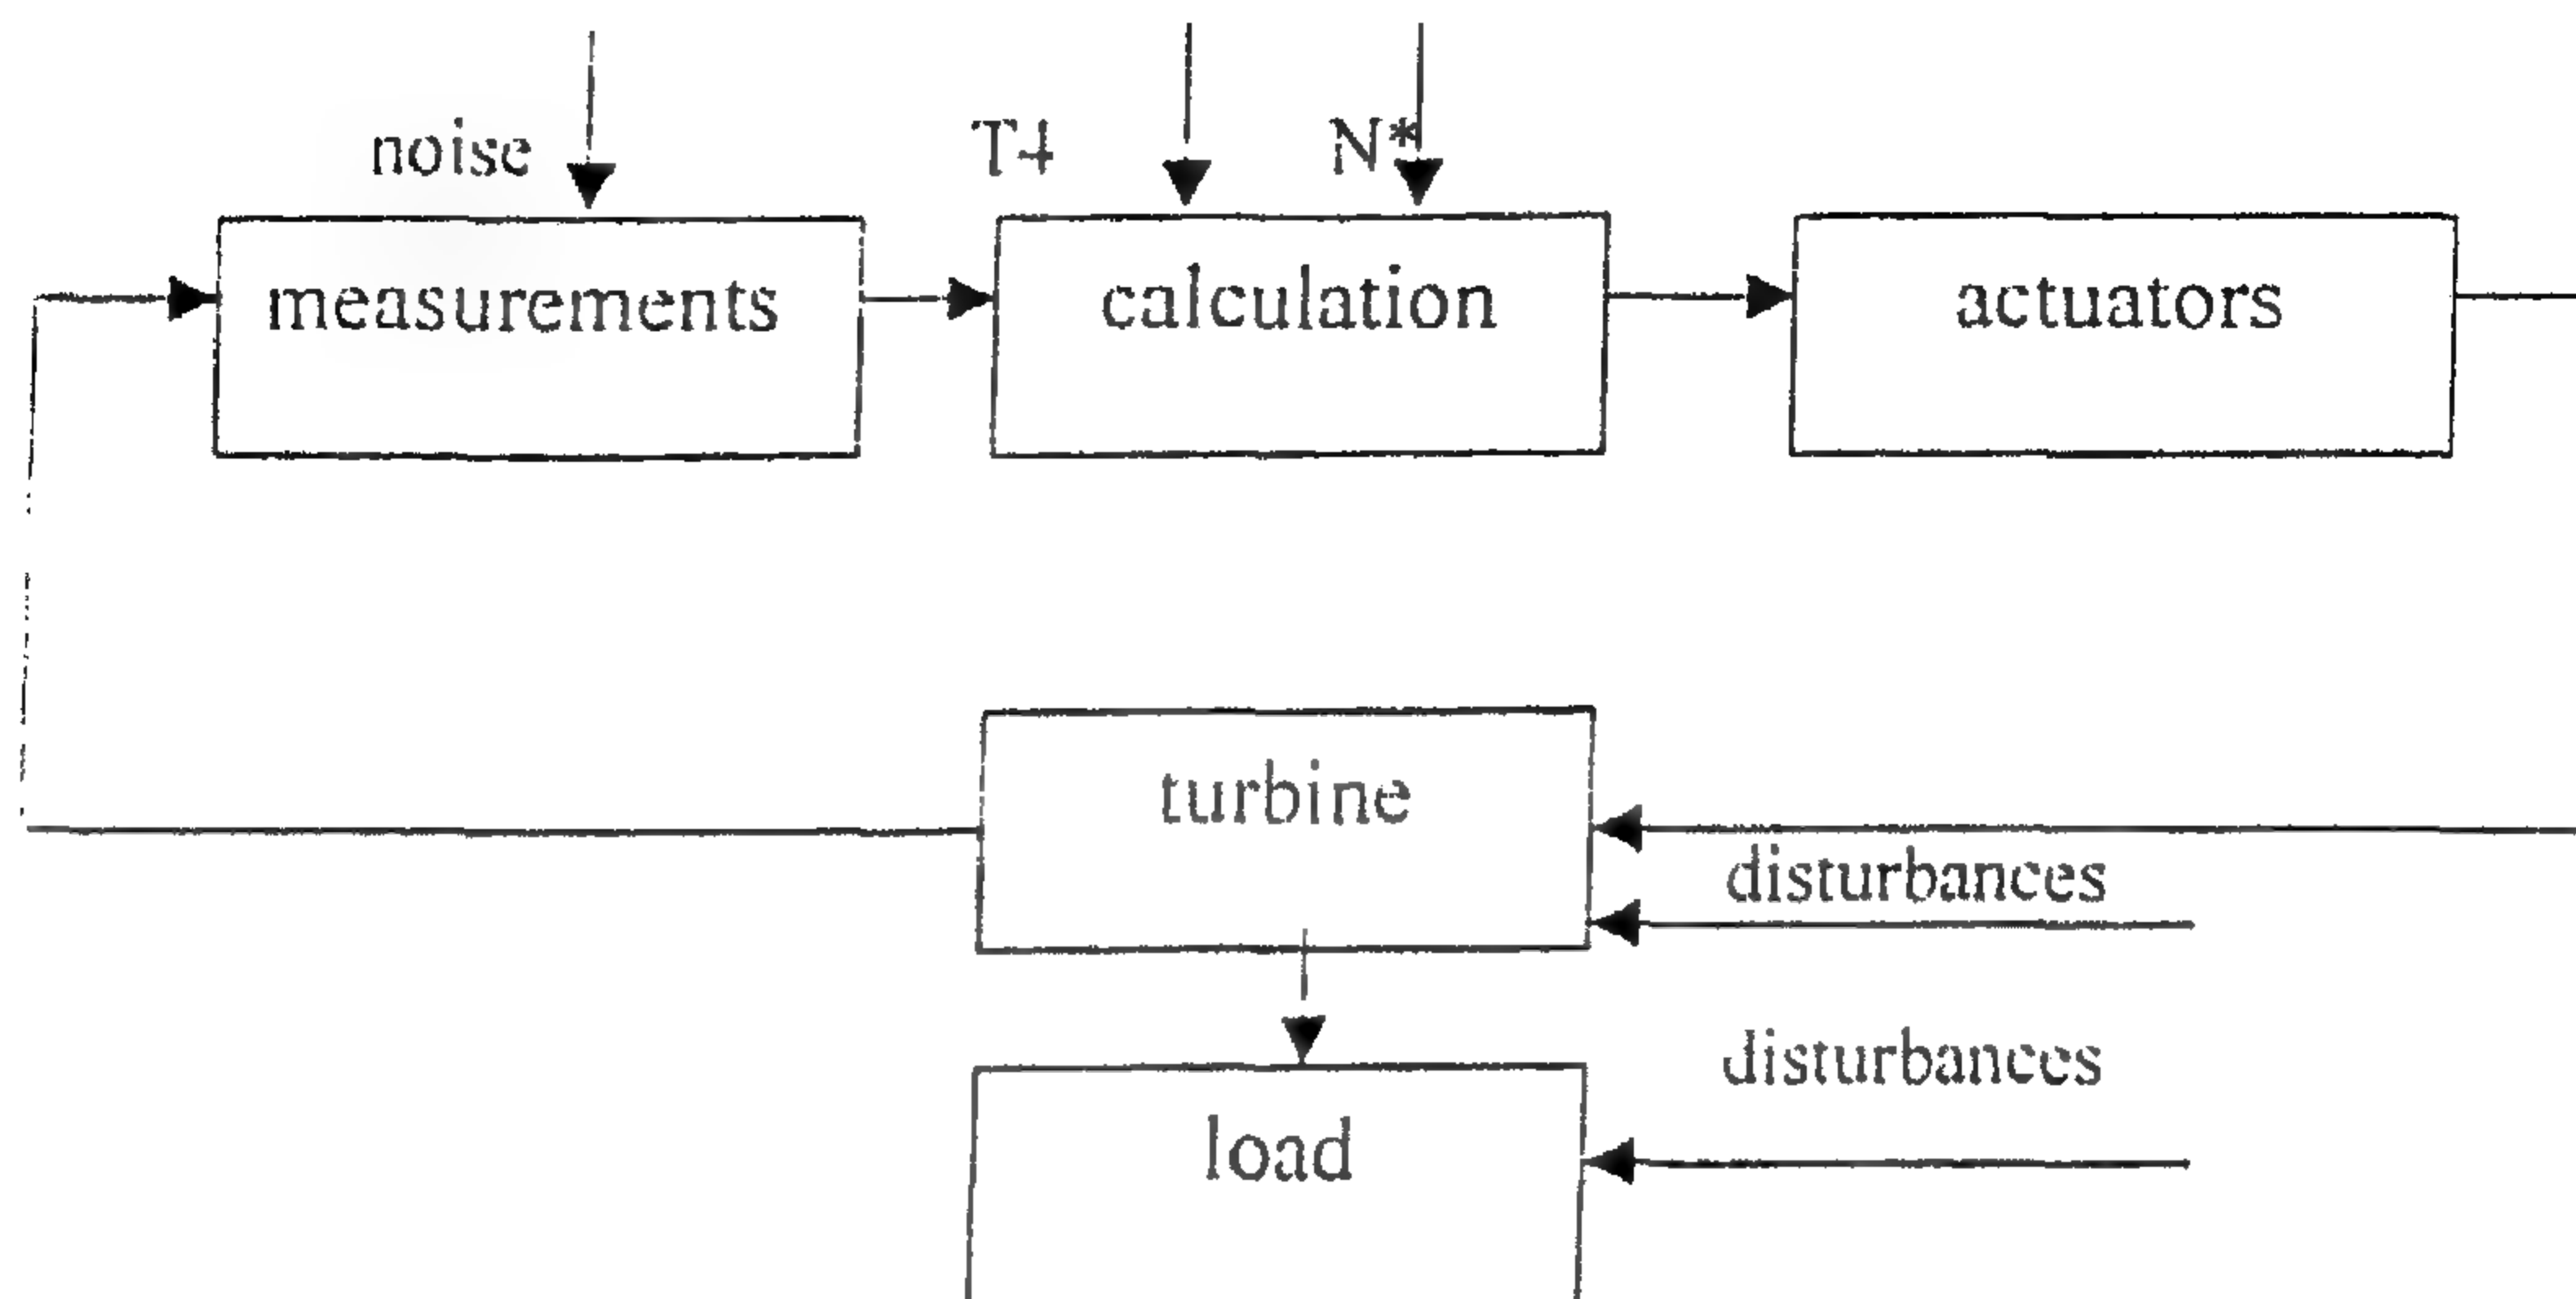 noise
T4
N*
measurements
calculation
actuators
turbine
disturbances
disturbances
load